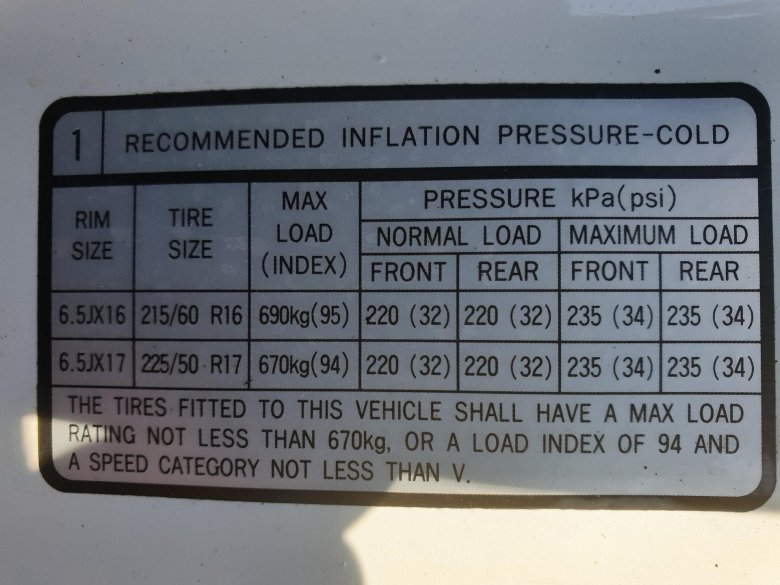 1 RECOMMENDED INFLATION PRESSURE-COLD
RIM SIZE TIRE SIZE MAX LOAD (INDEX) PRESSURE kPa(psi)
NORMAL LOAD MAXIMUM LOAD
FRONT REAR FRONT REAR
6.5JX16 215/60 R16 690kg(95) 220 (32) 220 (32) 235 (34) 235 (34)
6.5JX17 225/50 R17 670kg(94) 220 (32) 220 (32) 235 (34) 235 (34)
THE TIRES FITTED TO THIS VEHICLE SHALL HAVE A MAX LOAD
RATING NOT LESS THAN 670kg, OR A LOAD INDEX OF 94 AND
A SPEED CATEGORY NOT LESS THAN V.